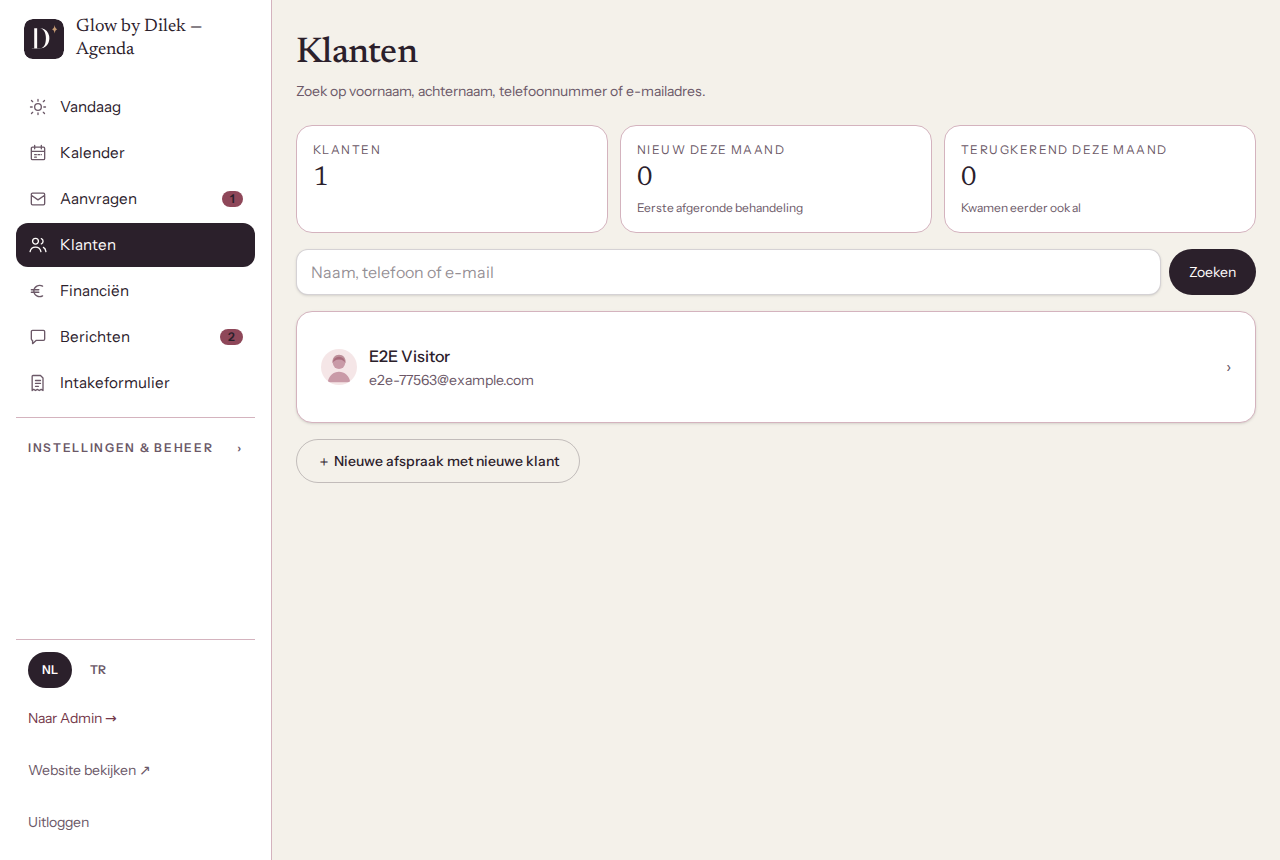 Glow by Dilek –
Agenda
Vandaag
Kalender
Aanvragen 1
Klanten
Financiën
Berichten 2
Intakeformulier
INSTELLINGEN & BEHEER ›
NL TR
Naar Admin →
Website bekijken ↗
Uitloggen
Klanten
Zoek op voornaam, achternaam, telefoonnummer of e-mailadres.
KLANTEN
1
NIEUW DEZE MAAND
0
Eerste afgeronde behandeling
TERUGKEREND DEZE MAAND
0
Kwamen eerder ook al
Naam, telefoon of e-mail
Zoeken
E2E Visitor
e2e-77563@example.com
›
+ Nieuwe afspraak met nieuwe klant